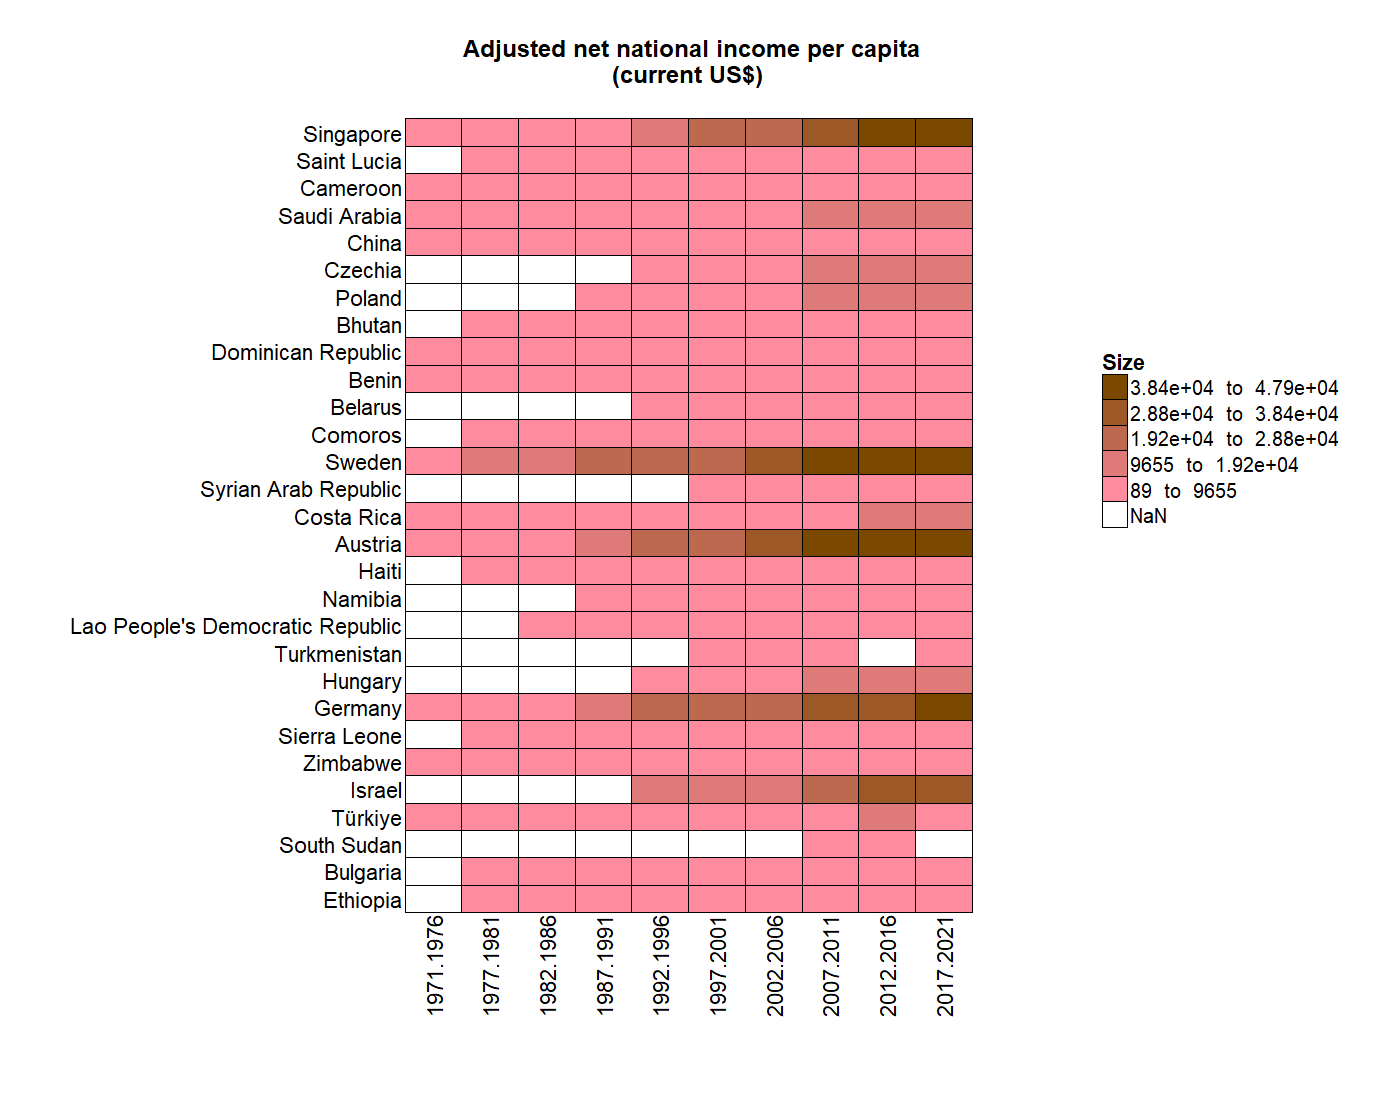 Adjusted net national income per capita
(current US$)
Singapore
Saint Lucia
Cameroon
Saudi Arabia
China
Czechia
Poland
Bhutan
Dominican Republic
Benin
Belarus
Comoros
Sweden
Syrian Arab Republic
Costa Rica
Austria
Haiti
Namibia
Lao People's Democratic Republic
Turkmenistan
Hungary
Germany
Sierra Leone
Zimbabwe
Israel
Türkiye
South Sudan
Bulgaria
Ethiopia
1971.1976
1977.1981
1982.1986
1987.1991
1992.1996
1997.2001
2002.2006
2007.2011
2012.2016
2017.2021
Size
3.84e+04 to 4.79e+04
2.88e+04 to 3.84e+04
1.92e+04 to 2.88e+04
9655 to 1.92e+04
89 to 9655
NaN